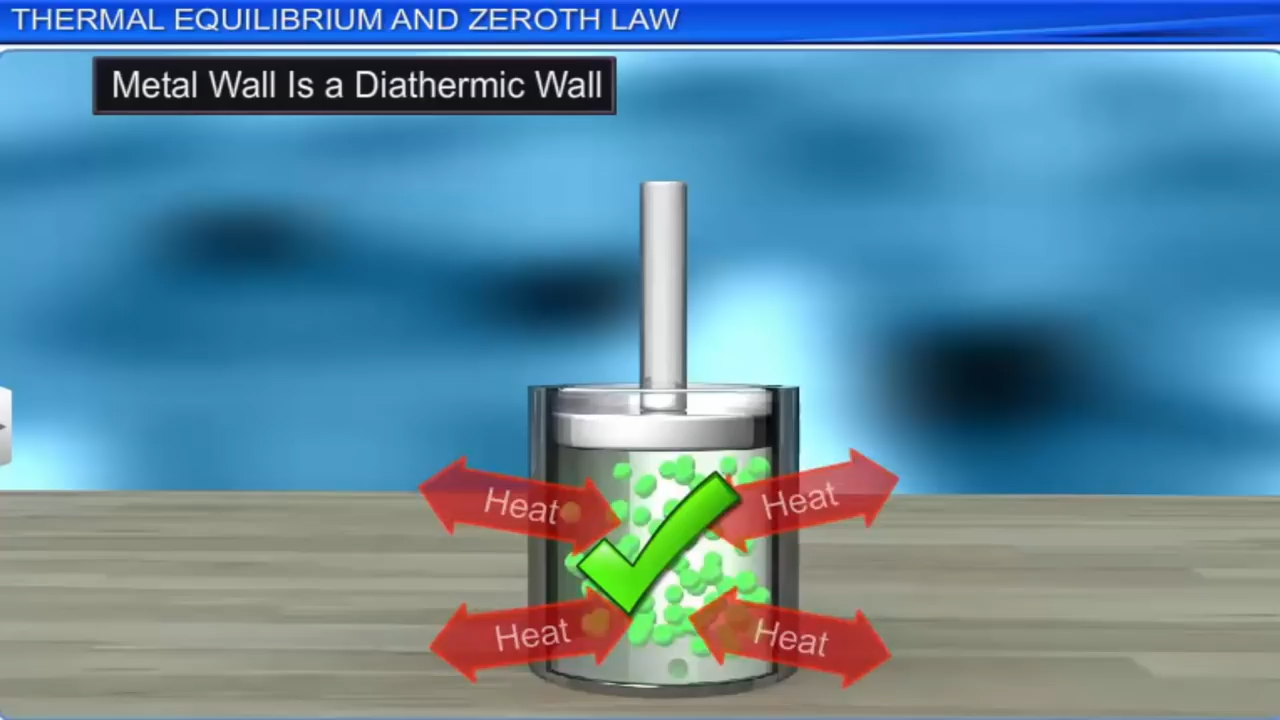 THERMAL EQUILIBRIUM AND ZEROTH LAW
Metal Wall Is a Diathermic Wall
Heat
Heat
Heat
Heat